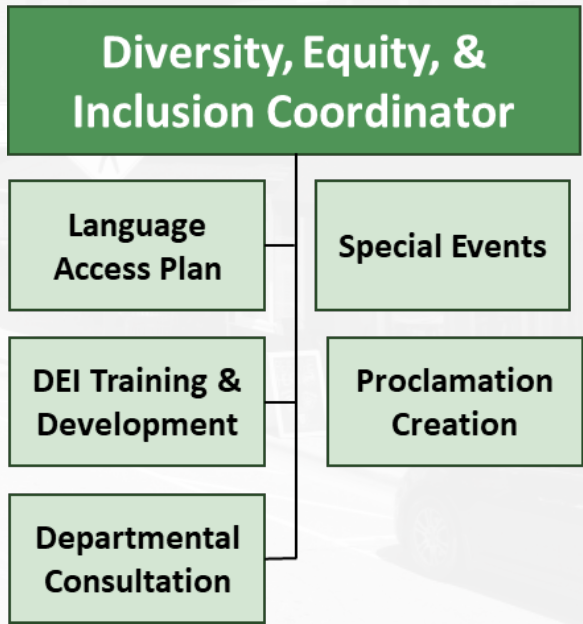 Diversity, Equity, &
Inclusion Coordinator
Language
Access Plan
Special Events
DEI Training &
Development
Proclamation
Creation
Departmental
Consultation